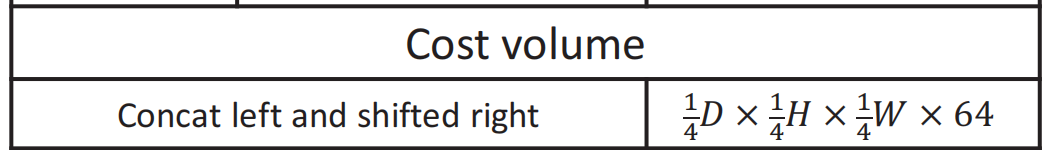 Cost volume
Concat left and shifted right
¼D × ¼H × ¼W × 64